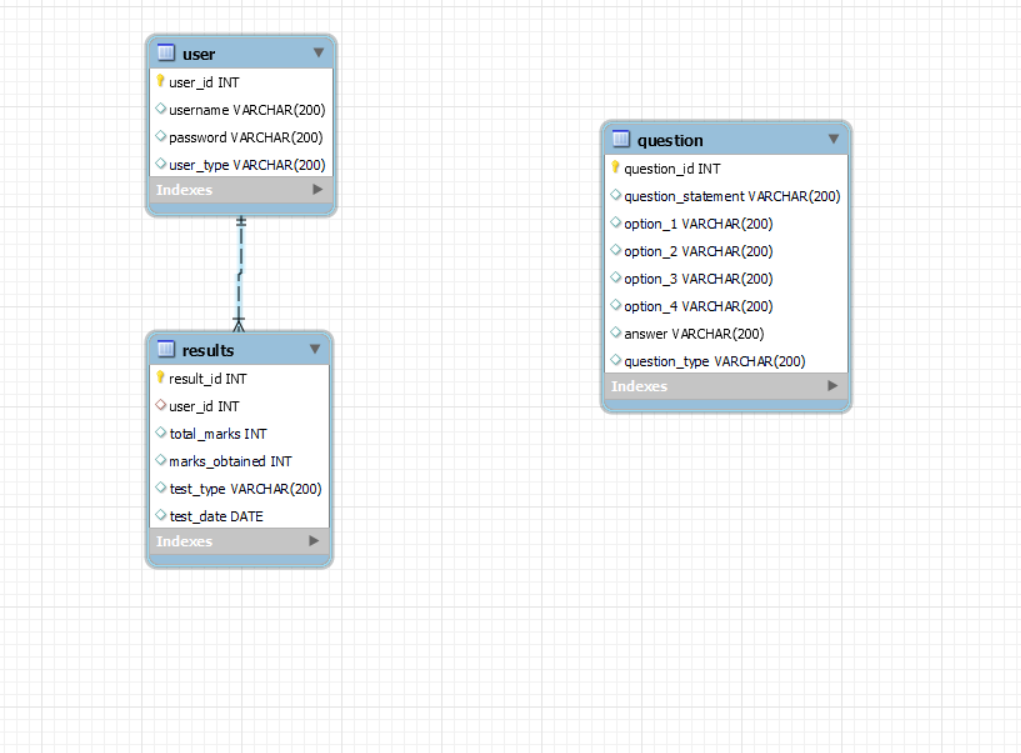 user
user_id INT
username VARCHAR(200)
password VARCHAR(200)
user_type VARCHAR(200)
Indexes
results
result_id INT
user_id INT
total_marks INT
marks_obtained INT
test_type VARCHAR(200)
test_date DATE
Indexes
question
question_id INT
question_statement VARCHAR(200)
option_1 VARCHAR(200)
option_2 VARCHAR(200)
option_3 VARCHAR(200)
option_4 VARCHAR(200)
answer VARCHAR(200)
question_type VARCHAR(200)
Indexes